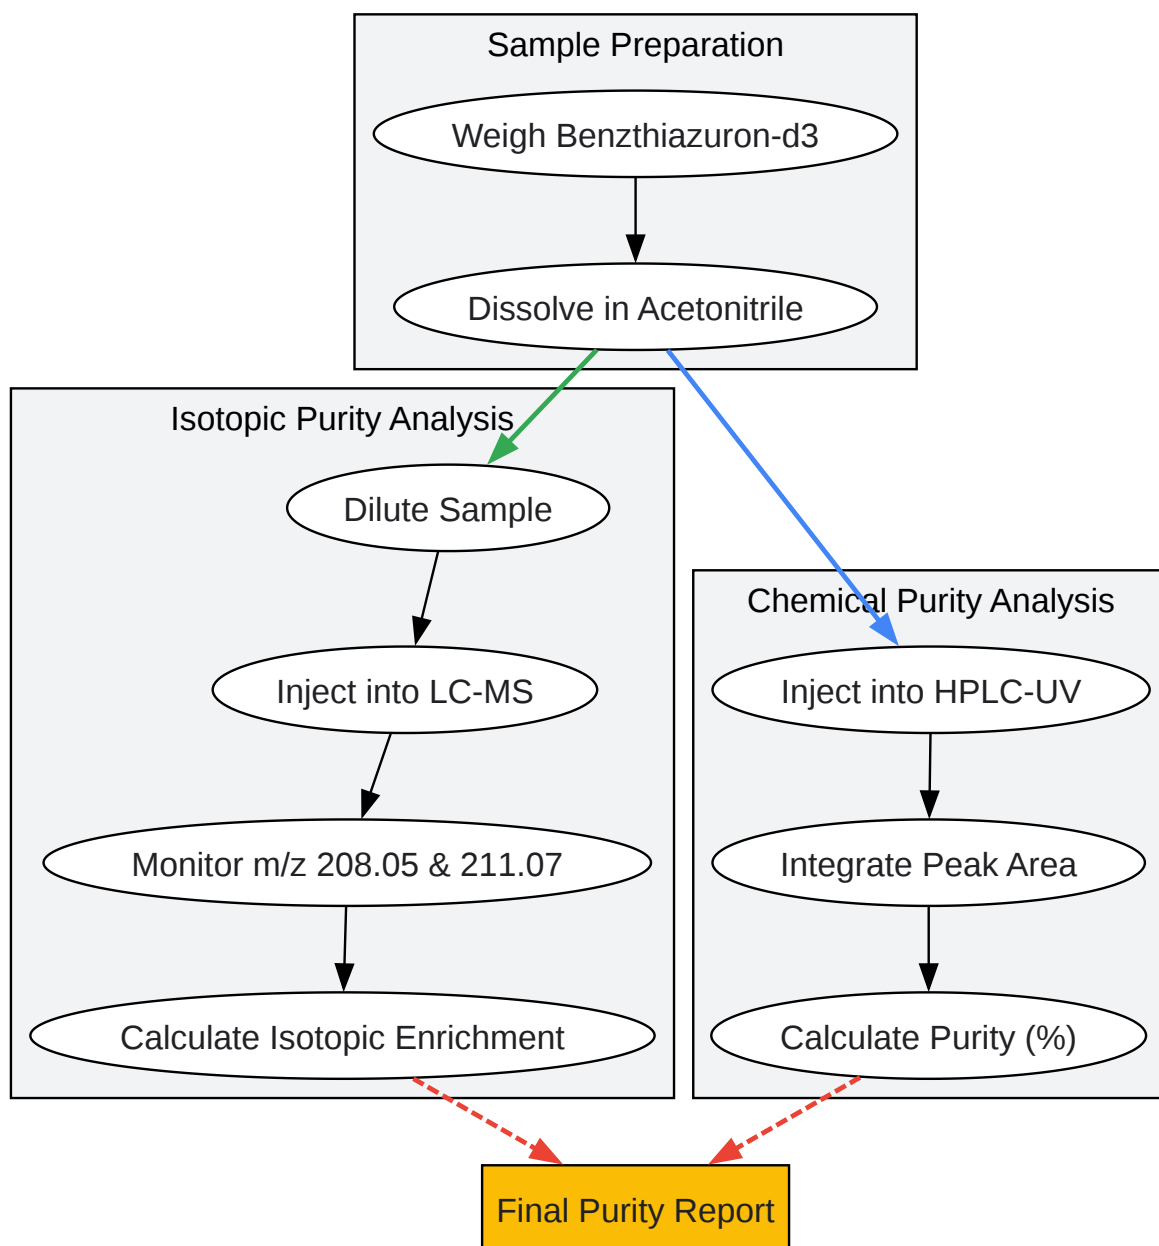 Sample Preparation
Weigh Benzthiazuron-d3
Dissolve in Acetonitrile
Isotopic Purity Analysis
Dilute Sample
Inject into LC-MS
Monitor m/z 208.05 & 211.07
Calculate Isotopic Enrichment
Chemical Purity Analysis
Inject into HPLC-UV
Integrate Peak Area
Calculate Purity (%)
Final Purity Report